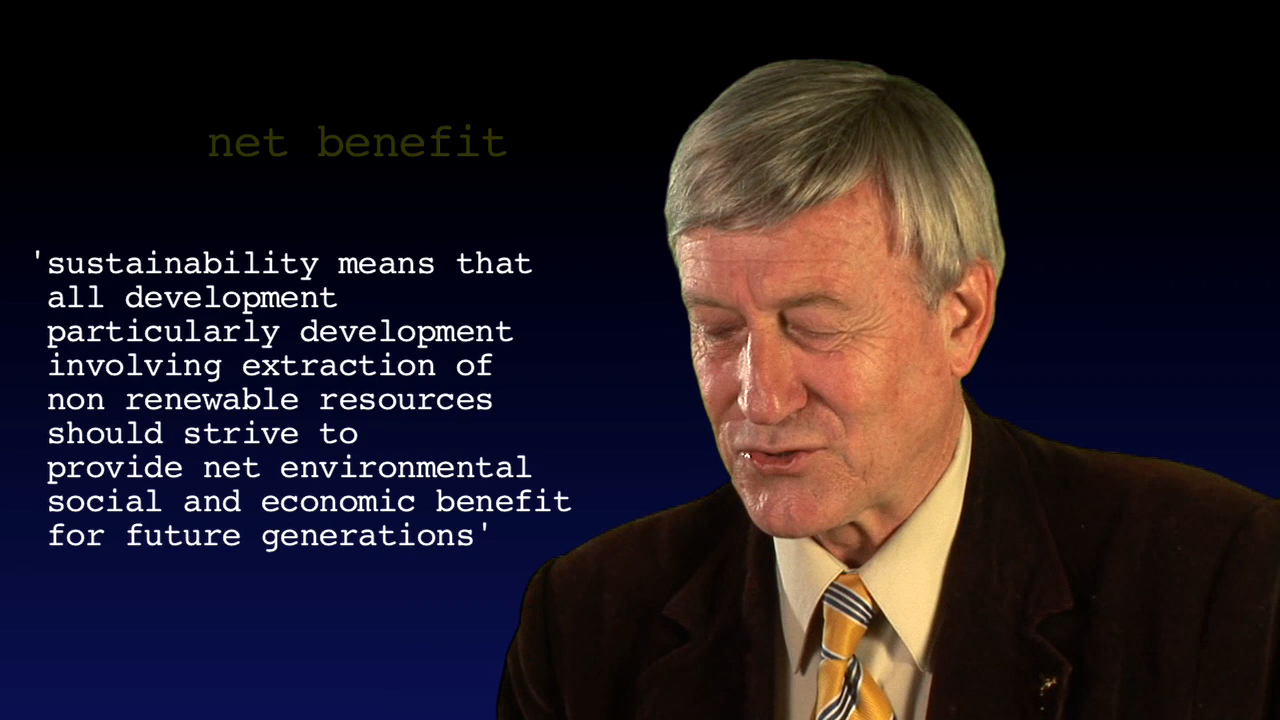 net benefit
'sustainability means that
all development
particularly development
involving extraction of
non renewable resources
should strive to
provide net environmental
social and economic benefit
for future generations'